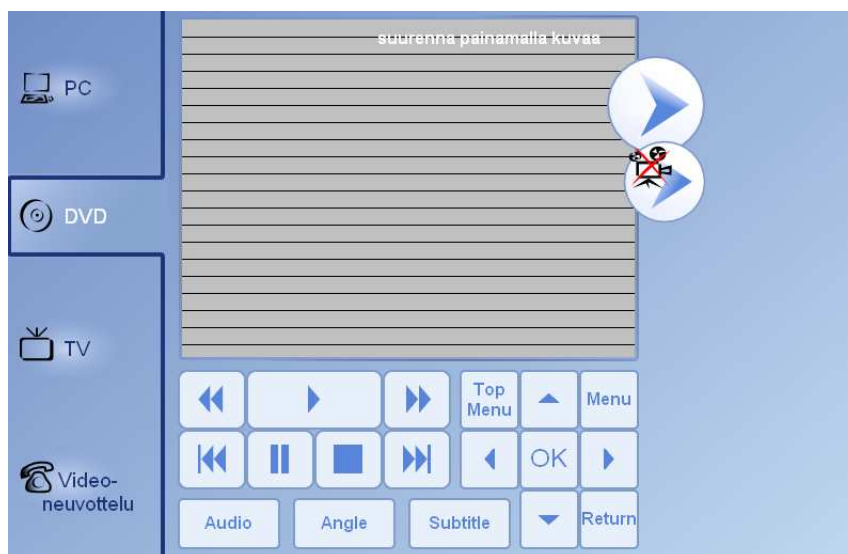 suurenna painamalla kuvaa
PC
DVD
TV
Video-
neuvottelu
Top
Menu
Menu
OK
Audio
Angle
Subtitle
Return